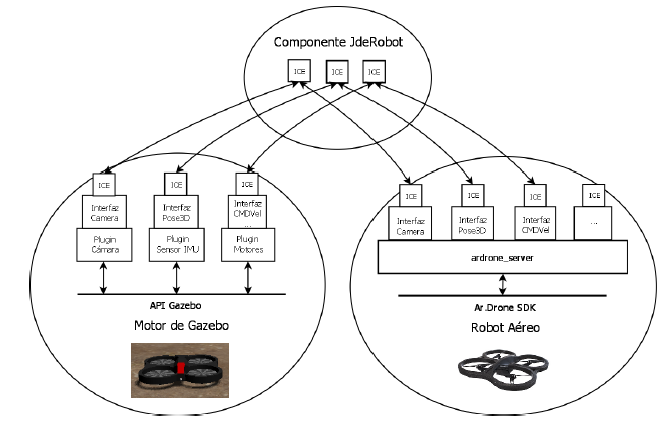 Componente JdeRobot
ICE
ICE
ICE
ICE
ICE
ICE
Interfaz
Camera
Interfaz
Pose3D
Interfaz
CMDVel
...
Plugin
Cámara
Plugin
Sensor IMU
Plugin
Motores
API Gazebo
Motor de Gazebo
ICE
ICE
ICE
ICE
Interfaz
Camera
Interfaz
Pose3D
Interfaz
CMDVel
...
ardrone_server
Ar.Drone SDK
Robot Aéreo